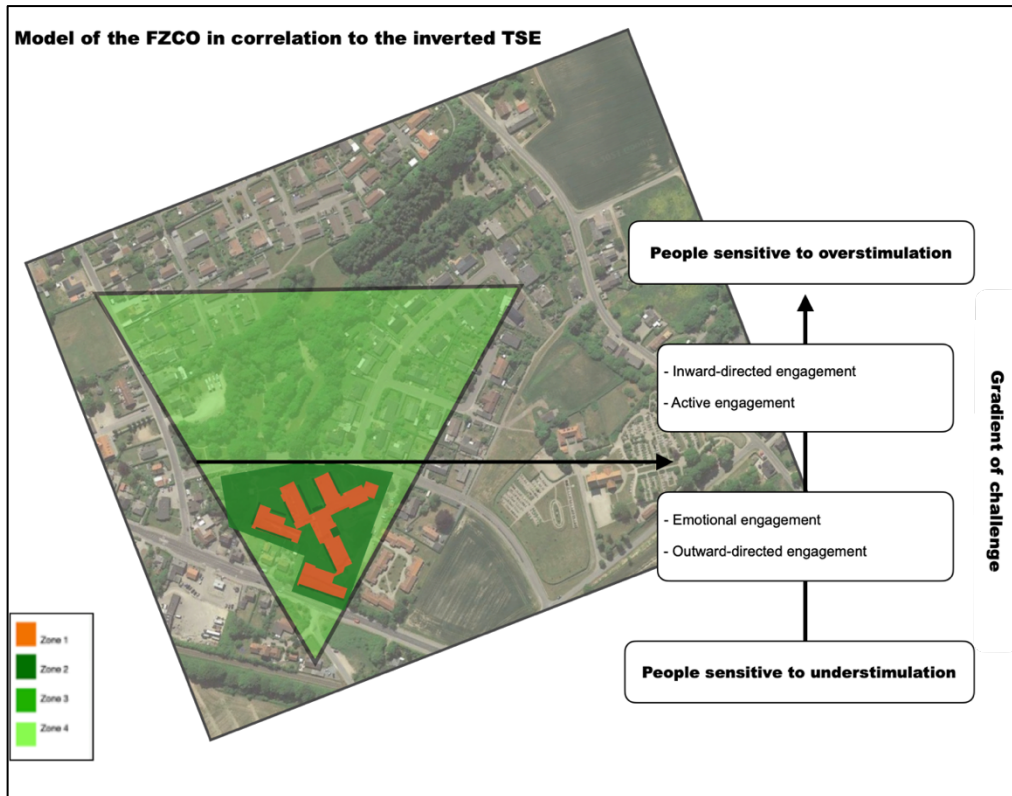 Model of the FZCO in correlation to the inverted TSE
People sensitive to overstimulation
- Inward-directed engagement
- Active engagement
- Emotional engagement
- Outward-directed engagement
People sensitive to understimulation
Gradient of challenge
Zone 1
Zone 2
Zone 3
Zone 4